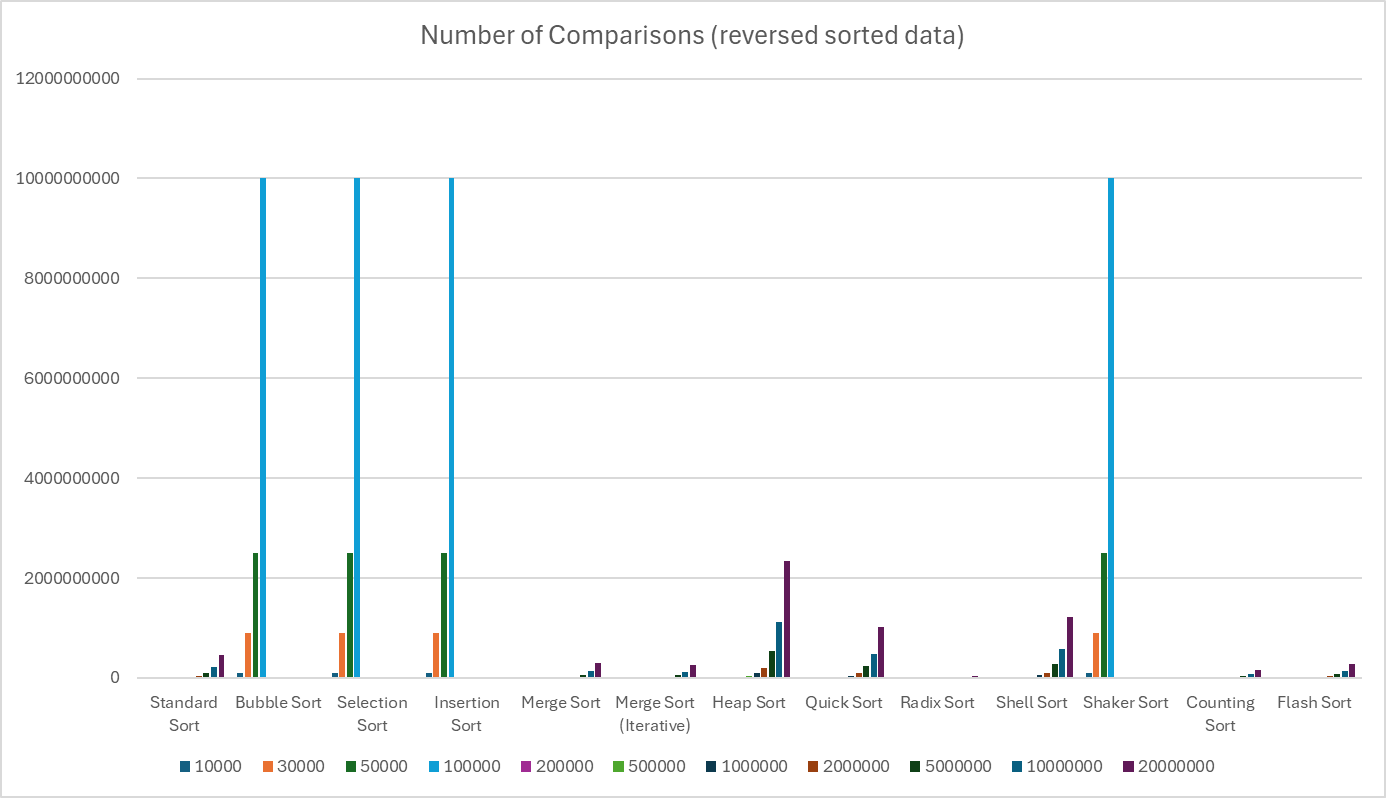 Number of Comparisons (reversed sorted data)
12000000000
10000000000
8000000000
6000000000
4000000000
2000000000
0
Standard Sort
Bubble Sort
Selection Sort
Insertion Sort
Merge Sort
Merge Sort (Iterative)
Heap Sort
Quick Sort
Radix Sort
Shell Sort
Shaker Sort
Counting Sort
Flash Sort
10000 30000 50000 100000 200000 500000 1000000 2000000 5000000 10000000 20000000